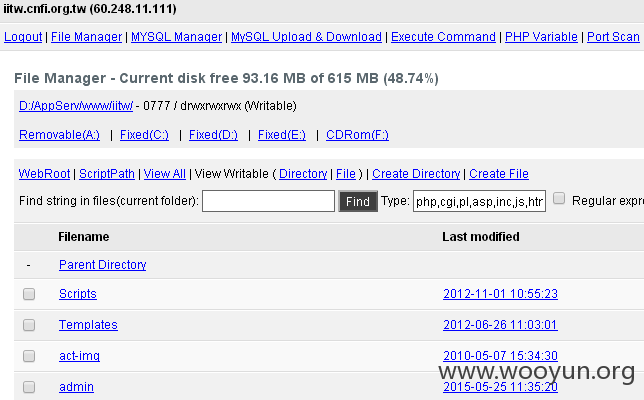 iitw.cnfi.org.tw (60.248.11.111)
Logout | File Manager | MYSQL Manager | MySQL Upload & Download | Execute Command | PHP Variable | Port Scan
File Manager - Current disk free 93.16 MB of 615 MB (48.74%)
D:/AppServ/www/iitw/ - 0777 / drwxrwxrwx (Writable)
Removable(A:) | Fixed(C:) | Fixed(D:) | Fixed(E:) | CDRom(F:)
WebRoot | ScriptPath | View All | View Writable ( Directory | File ) | Create Directory | Create File
Find string in files(current folder): Find Type: php,cgi,pl,asp,inc,js,htr Regular expre
Filename Last modified
- Parent Directory
Scripts 2012-11-01 10:55:23
Templates 2012-06-26 11:03:01
act-img 2010-05-07 15:34:30
admin 2015-05-25 11:35:20
www.wooyun.org